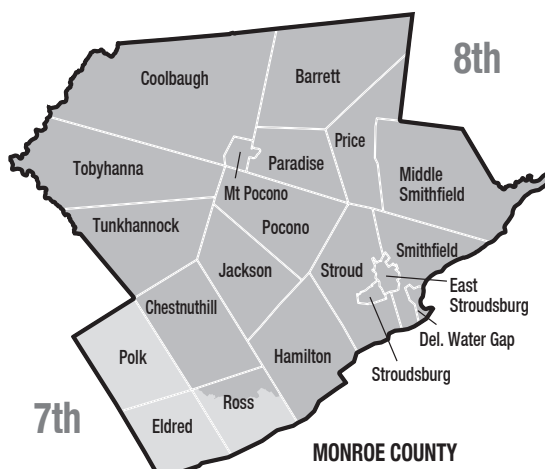 8th
Coolbaugh
Barrett
Price
Paradise
Tobyhanna
Mt Pocono
Middle
Smithfield
Tunkhannock
Pocono
Smithfield
Jackson
Stroud
East
Stroudsburg
Chestnuthill
Del. Water Gap
Polk
Hamilton
Stroudsburg
Ross
7th
Eldred
MONROE COUNTY